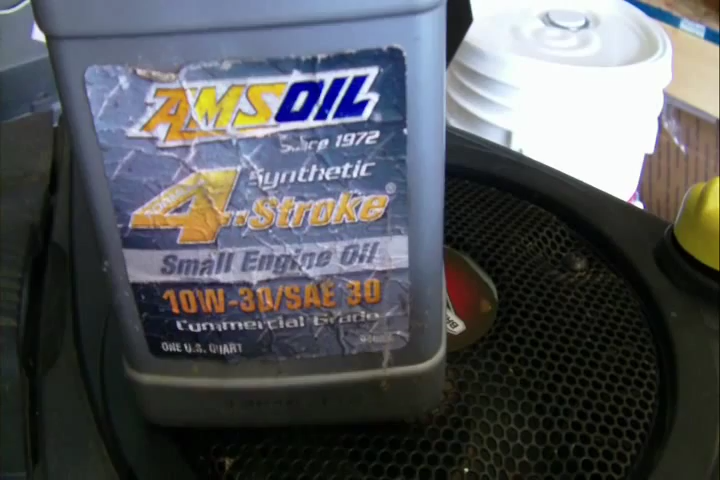 AMSOIL
Since 1972
Synthetic
4-Stroke®
Small Engine Oil
10W-30/SAE 30
Commercial Grade
ONE U.S. QUART